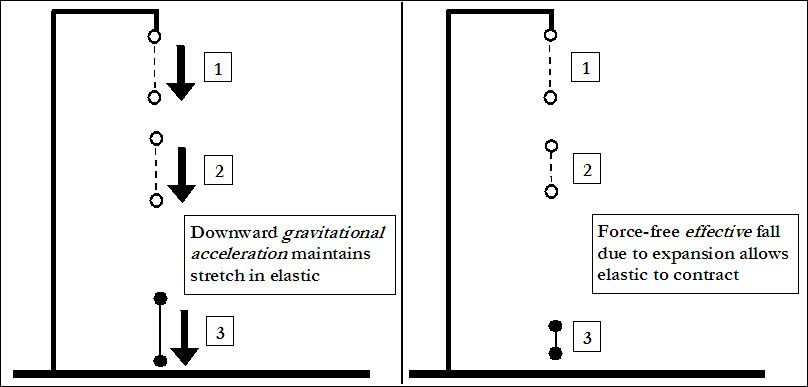 1
2
Downward gravitational
acceleration maintains
stretch in elastic
3
1
2
Force-free effective fall
due to expansion allows
elastic to contract
3